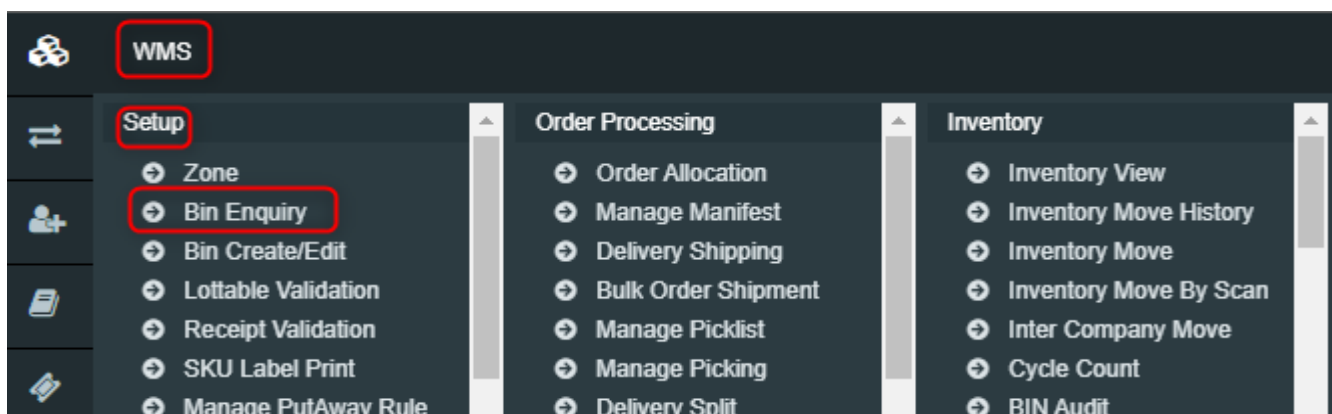 WMS
Setup
Zone
Bin Enquiry
Bin Create/Edit
Lottable Validation
Receipt Validation
SKU Label Print
Manage PutAway Rule
Order Processing
Order Allocation
Manage Manifest
Delivery Shipping
Bulk Order Shipment
Manage Picklist
Manage Picking
Delivery Split
Inventory
Inventory View
Inventory Move History
Inventory Move
Inventory Move By Scan
Inter Company Move
Cycle Count
BIN Audit